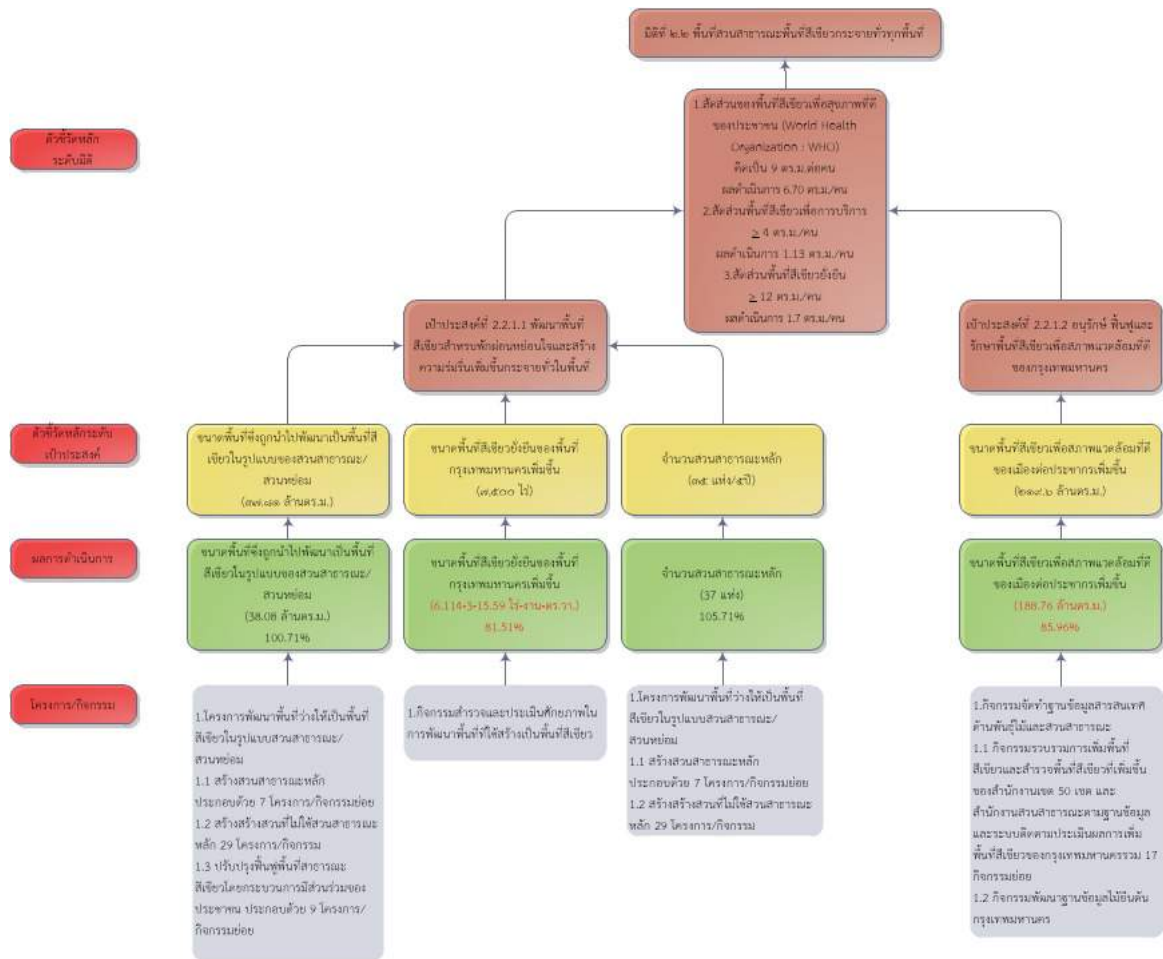 มิติที่ ๒.๒ พื้นที่สวนสาธารณะพื้นที่สีเขียวกระจายทั่วทุกพื้นที่
ตัวชี้วัดหลัก
ระดับมิติ
1.สัดส่วนของพื้นที่สีเขียวเพื่อสุขภาพที่ดี
ของประชาชน (World Health
Organization : WHO)
คิดเป็น 9 ตร.ม.ต่อคน
ผลดำเนินการ 6.70 ตร.ม./คน
2.สัดส่วนพื้นที่สีเขียวเพื่อการบริการ
≥ 4 ตร.ม./คน
ผลดำเนินการ 1.13 ตร.ม./คน
3.สัดส่วนพื้นที่สีเขียวยั่งยืน
≥ 12 ตร.ม./คน
ผลดำเนินการ 1.7 ตร.ม./คน
เป้าประสงค์ที่ 2.2.1.1 พัฒนาพื้นที่
สีเขียวสำหรบพักผ่อนหย่อนใจและสร้าง
ความร่มรื่นเพิ่มขึ้นกระจายทั่วในพื้นที่
เป้าประสงค์ที่ 2.2.1.2 อนุรักษ์ ฟื้นฟูและ
รักษาพื้นที่สีเขียวเพื่อสภาพแวดล้อมที่ดี
ของกรุงเทพมหานคร
ตัวชี้วัดหลักระดับ
เป้าประสงค์
ขนาดพื้นที่ซึ่งถูกนำไปพัฒนาเป็นพื้นที่สี
เขียวในรูปแบบของสวนสาธารณะ/
สวนหย่อม
(๓๗.๘๑ ล้านตร.ม.)
ขนาดพื้นที่สีเขียวยั่งยืนของพื้นที่
กรุงเทพมหานครเพิ่มขึ้น
(๗,๕๐๐ ไร่)
จำนวนสวนสาธารณะหลัก
(๓๕ แห่ง/๕ปี)
ขนาดพื้นที่สีเขียวเพื่อสภาพแวดล้อมที่ดี
ของเมืองต่อประชากรเพิ่มขึ้น
(๒๑๙.๖ ล้านตร.ม.)
ผลการดำเนินการ
ขนาดพื้นที่ซึ่งถูกนำไปพัฒนาเป็นพื้นที่
สีเขียวในรูปแบบของสวนสาธารณะ/
สวนหย่อม
(38.08 ล้านตร.ม.)
100.71%
ขนาดพื้นที่สีเขียวยั่งยืนของพื้นที่
กรุงเทพมหานครเพิ่มขึ้น
(6,114-3-15.59 ไร่-งาน-ตร.วา.)
81.51%
จำนวนสวนสาธารณะหลัก
(37 แห่ง)
105.71%
ขนาดพื้นที่สีเขียวเพื่อสภาพแวดล้อมที่ดี
ของเมืองต่อประชากรเพิ่มขึ้น
(188.76 ล้านตร.ม.)
85.96%
โครงการ/กิจกรรม
1.โครงการพัฒนาพื้นที่ว่างให้เป็นพื้นที่
สีเขียวในรูปแบบสวนสาธารณะ/
สวนหย่อม
1.1 สร้างสวนสาธารณะหลัก
ประกอบด้วย 7 โครงการ/กิจกรรมย่อย
1.2 สร้างสร้างสวนที่ไม่ใช้สวนสาธารณะ
หลัก 29 โครงการ/กิจกรรม
1.3 ปรับปรุงฟื้นฟูพื้นที่สาธารณะ
สีเขียวโดยกระบวนการมีส่วนร่วมของ
ประชาชน ประกอบด้วย 9 โครงการ/
กิจกรรมย่อย
1.กิจกรรมสำรวจและประเมินศักยภาพใน
การพัฒนาพื้นที่ที่ใช้สร้างเป็นพื้นที่สีเขียว
1.โครงการพัฒนาพื้นที่ว่างให้เป็นพื้นที่
สีเขียวในรูปแบบสวนสาธารณะ/
สวนหย่อม
1.1 สร้างสวนสาธารณะหลัก
ประกอบด้วย 7 โครงการ/กิจกรรมย่อย
1.2 สร้างสร้างสวนที่ไม่ใช้สวนสาธารณะ
หลัก 29 โครงการ/กิจกรรม
1.กิจกรรมจัดทำฐานข้อมูลสารสนเทศ
ด้านพันธุ์ไม้และสวนสาธารณะ
1.1 กิจกรรมรวบรวมการเพิ่มพื้นที่
สีเขียวและสำรวจพื้นที่สีเขียวที่เพิ่มขึ้น
ของสำนักงานเขต 50 เขต และ
สำนักงานสวนสาธารณะตามฐานข้อมูล
และระบบติดตามประเมินผลการเพิ่ม
พื้นที่สีเขียวของกรุงเทพมหานครรวม 17
กิจกรรมย่อย
1.2 กิจกรรมพัฒนาฐานข้อมูลไม้ยืนต้น
กรุงเทพมหานคร